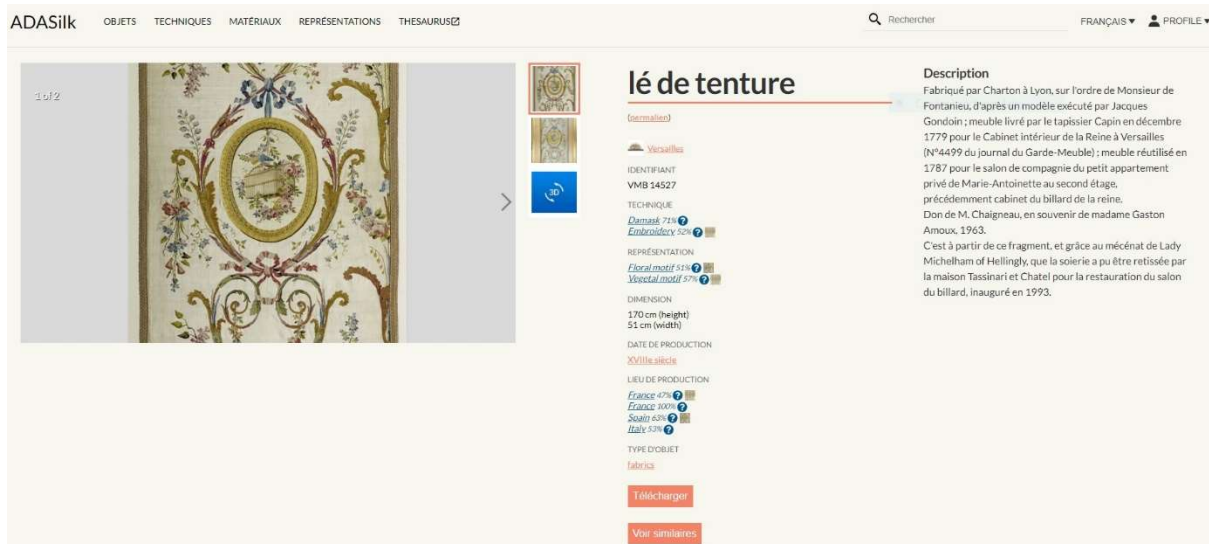 ADASilk OBJETS TECHNIQUES MATÉRIAUX REPRÉSENTATIONS THESAURUS Rechercher FRANÇAIS PROFILE
1 of 2
3D
lé de tenture
(permalien)
Versailles
IDENTIFIANT
VMB 14527
TECHNIQUE
Damask 71%
Embroidery 52%
REPRÉSENTATION
Floral motif 51%
Vegetal motif 57%
DIMENSION
170 cm (height)
51 cm (width)
DATE DE PRODUCTION
XVIIIe siècle
LIEU DE PRODUCTION
France 47%
France 100%
Spain 63%
Italy 53%
TYPE D'OBJET
fabrics
Télécharger
Voir similaires
Description
Fabriqué par Charton à Lyon, sur l'ordre de Monsieur de
Fontanieu, d'après un modèle exécuté par Jacques
Gondoin ; meuble livré par le tapissier Capin en décembre
1779 pour le Cabinet intérieur de la Reine à Versailles
(N°4499 du journal du Garde-Meuble) ; meuble réutilisé en
1787 pour le salon de compagnie du petit appartement
privé de Marie-Antoinette au second étage,
précédemment cabinet du billard de la reine.
Don de M. Chaigneau, en souvenir de madame Gaston
Arnoux, 1963.
C'est à partir de ce fragment, et grâce au mécénat de Lady
Michelham of Hellingly, que la soierie a pu être retissée par
la maison Tassinari et Chatel pour la restauration du salon
du billard, inauguré en 1993.